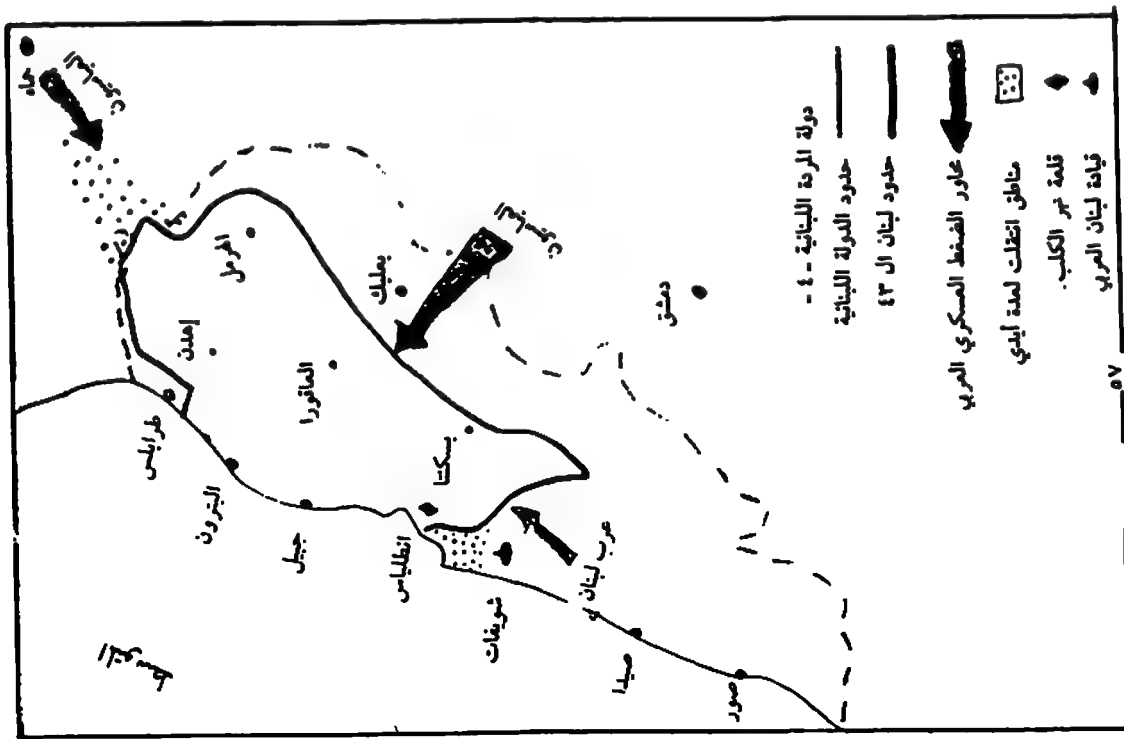 دولة المردة اللبنانية - ٤ -
حدود الدولة اللبنانية
حدود لبنان ال ٤٣
محاور الضغط العسكري العربي
مناطق انتقلت لمدة أيدي
قلعة نهر الكلب.
قيادة لبنان العربي
حماه
الهرمل
بعلبك
دمشق
إهدن
العاقورا
بسكنتا
طرابلس
البترون
جبيل
انطلياس
شويفات
عرب لبنان
صيدا
صور
٥٧